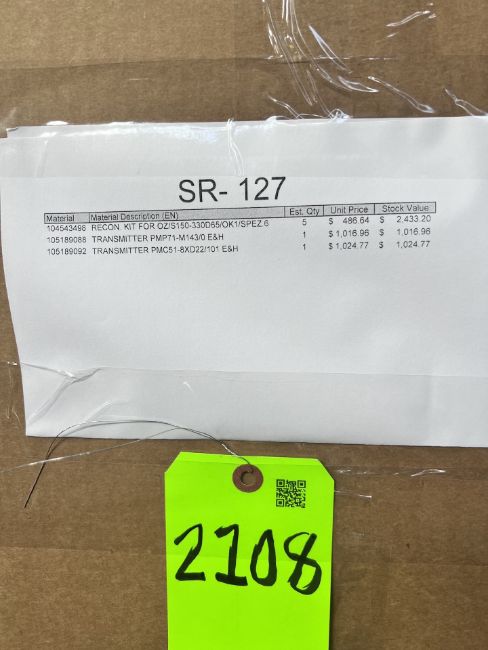 SR- 127
Material Material Description (EN) Est. Qty Unit Price Stock Value
104543498 RECON. KIT FOR OZ/S150-330D65/OK1/SPEZ.6 5 $ 486.64 $ 2,433.20
105189088 TRANSMITTER PMP71-M143/0 E&H 1 $ 1,016.96 $ 1,016.96
105189092 TRANSMITTER PMC51-8XD22/101 E&H 1 $ 1,024.77 $ 1,024.77
2108